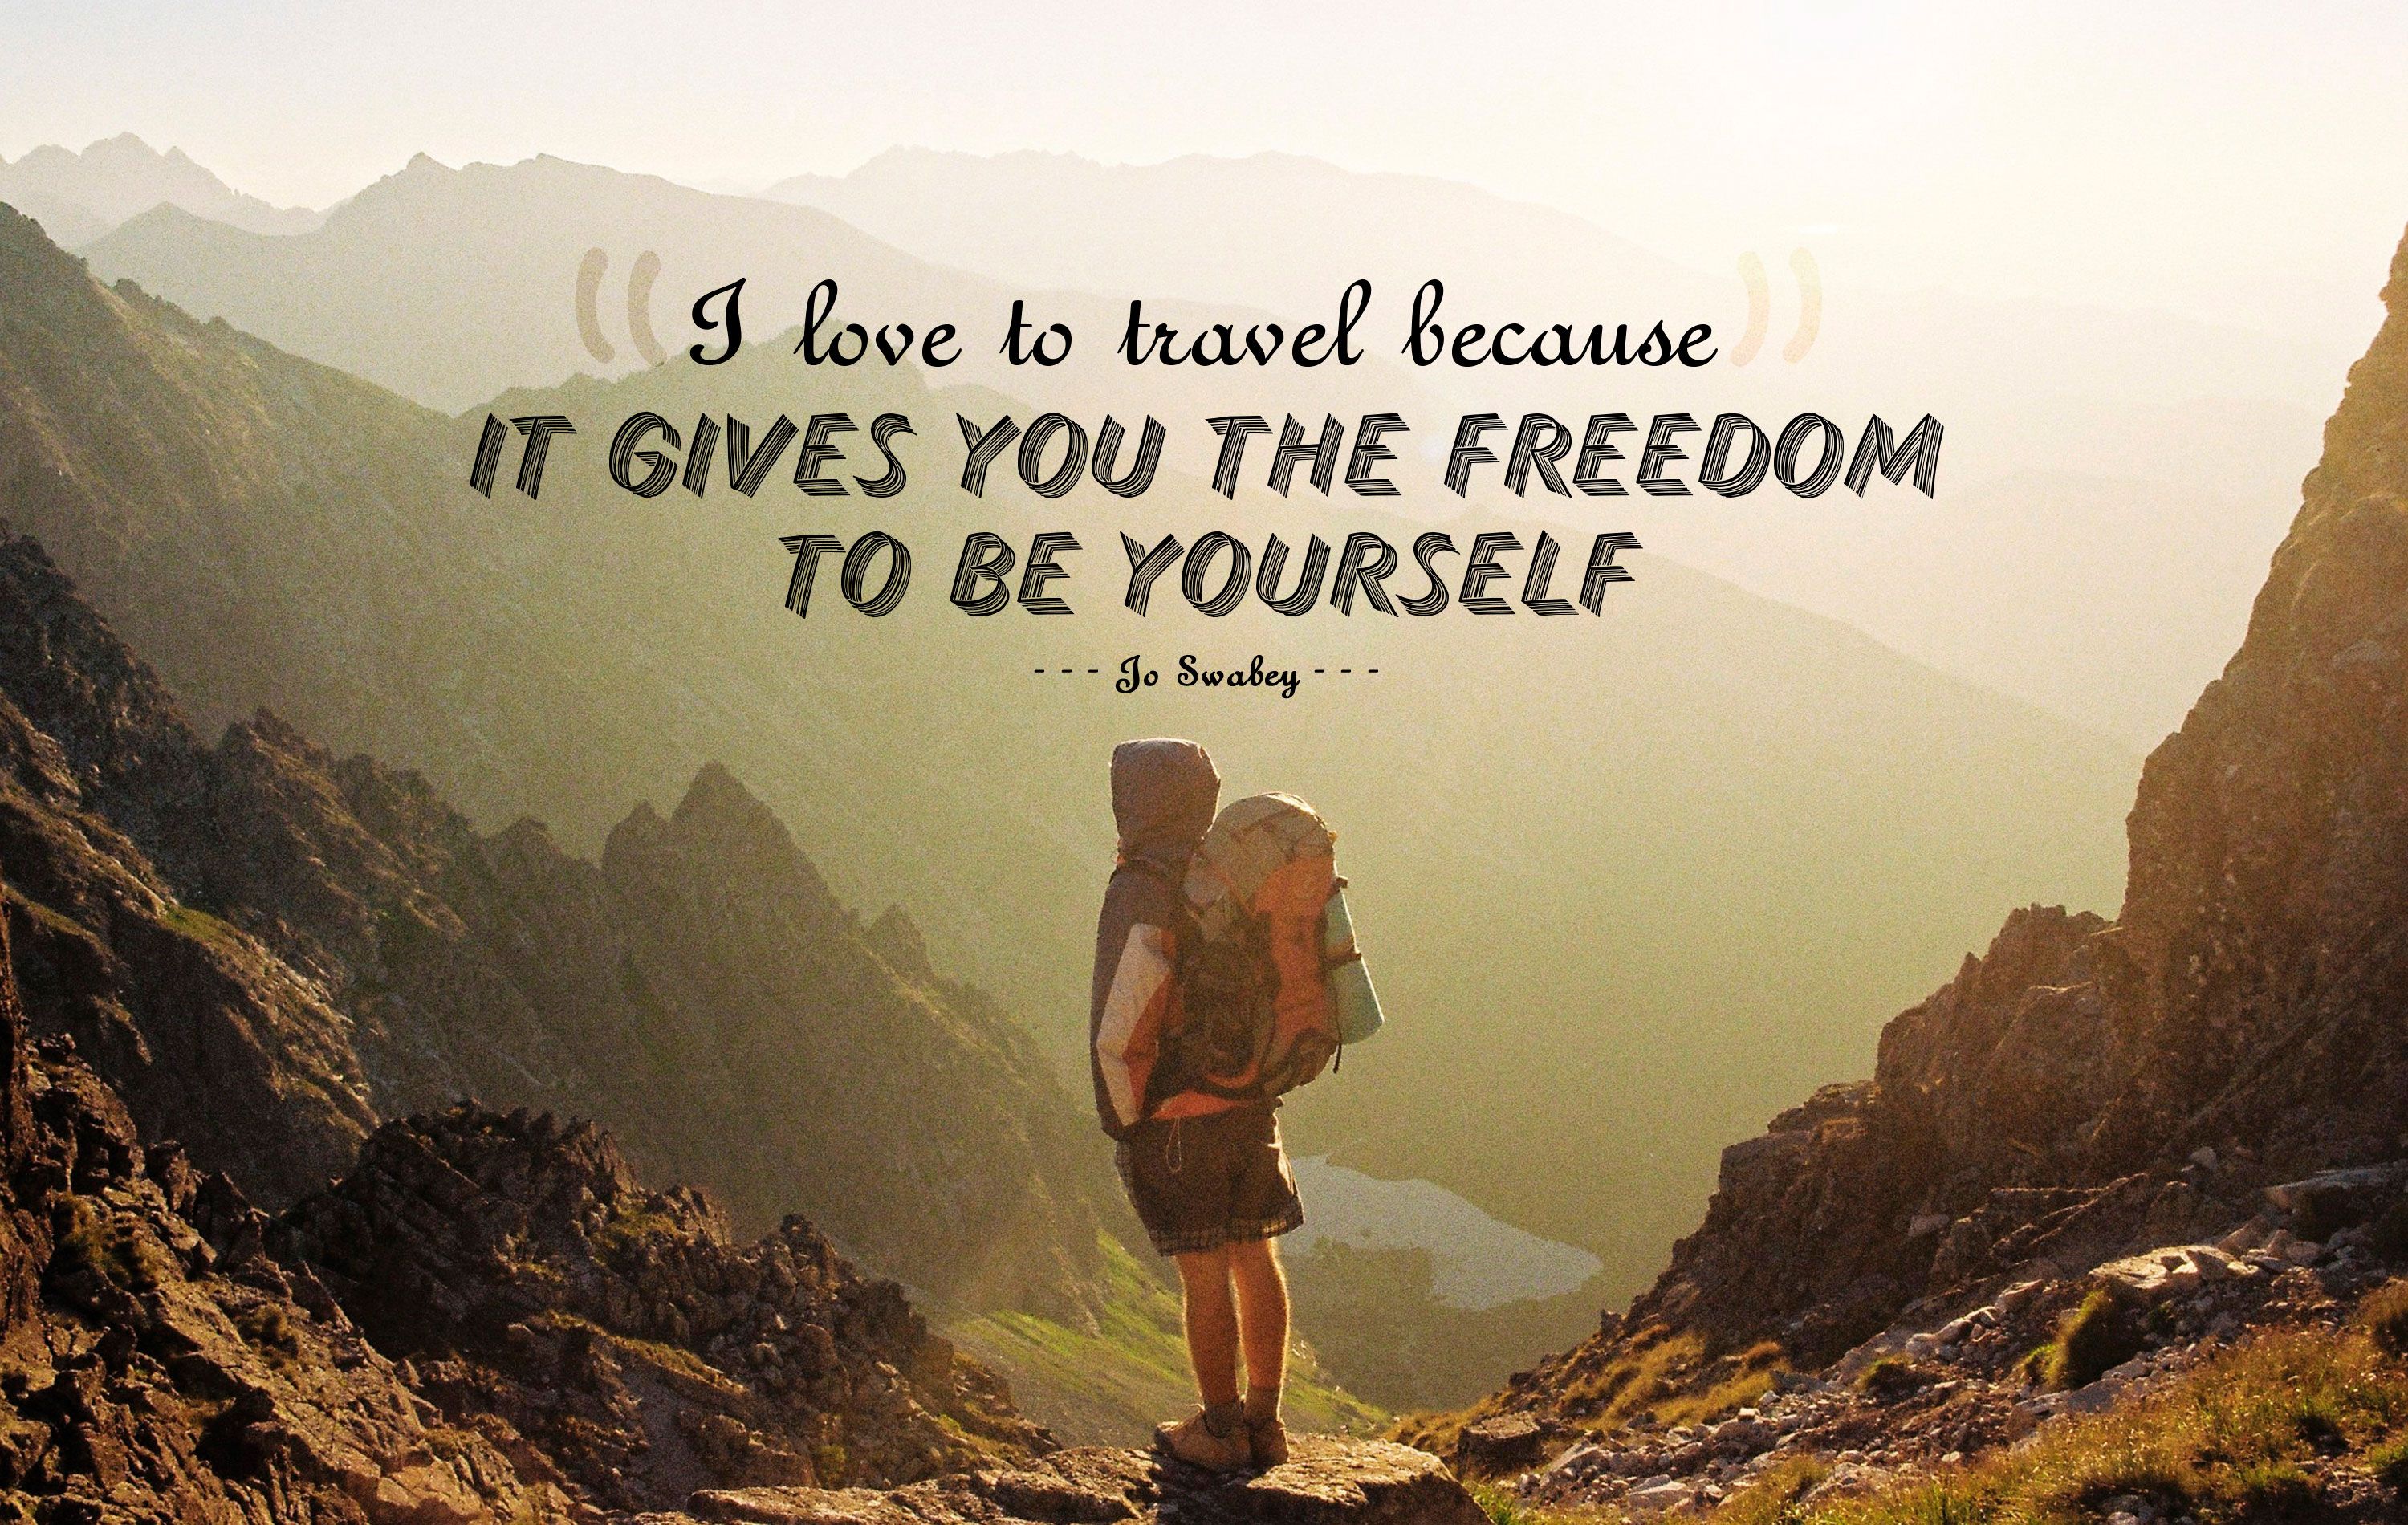 “I love to travel because”
IT GIVES YOU THE FREEDOM
TO BE YOURSELF
- - - Jo Swabey - - -